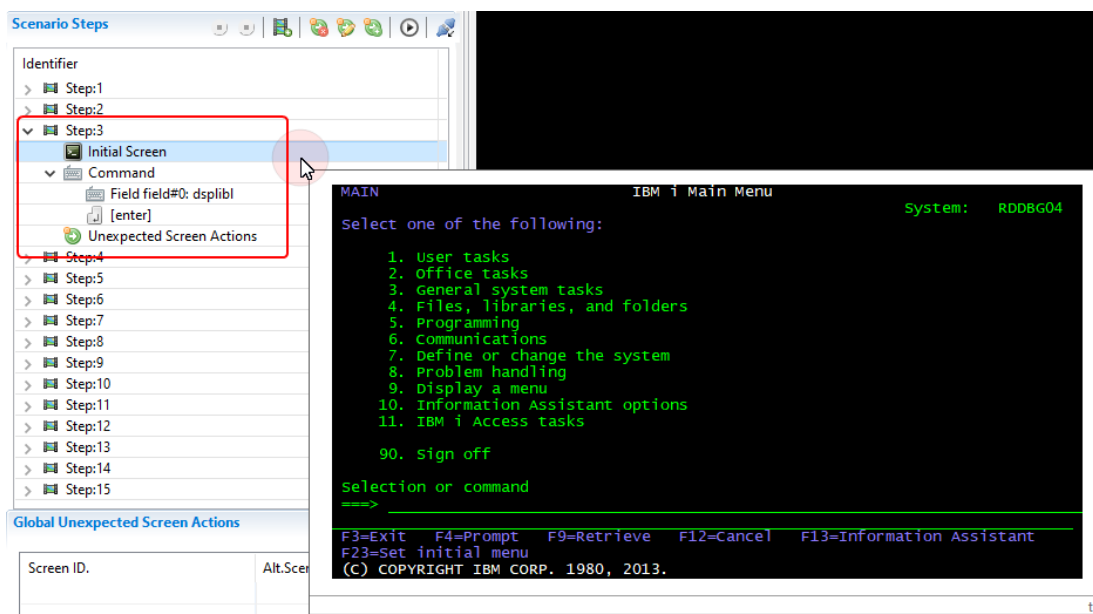 Scenario Steps
Identifier
Step:1
Step:2
Step:3
Initial Screen
Command
Field field#0: dsplibl
[enter]
Unexpected Screen Actions
Step:4
Step:5
Step:6
Step:7
Step:8
Step:9
Step:10
Step:11
Step:12
Step:13
Step:14
Step:15
Global Unexpected Screen Actions
Screen ID. Alt.Scer
MAIN IBM i Main Menu
System: RDDBG04
Select one of the following:
1. User tasks
2. Office tasks
3. General system tasks
4. Files, libraries, and folders
5. Programming
6. Communications
7. Define or change the system
8. Problem handling
9. Display a menu
10. Information Assistant options
11. IBM i Access tasks
90. Sign off
Selection or command
===>
F3=Exit F4=Prompt F9=Retrieve F12=Cancel F13=Information Assistant
F23=Set initial menu
(C) COPYRIGHT IBM CORP. 1980, 2013.